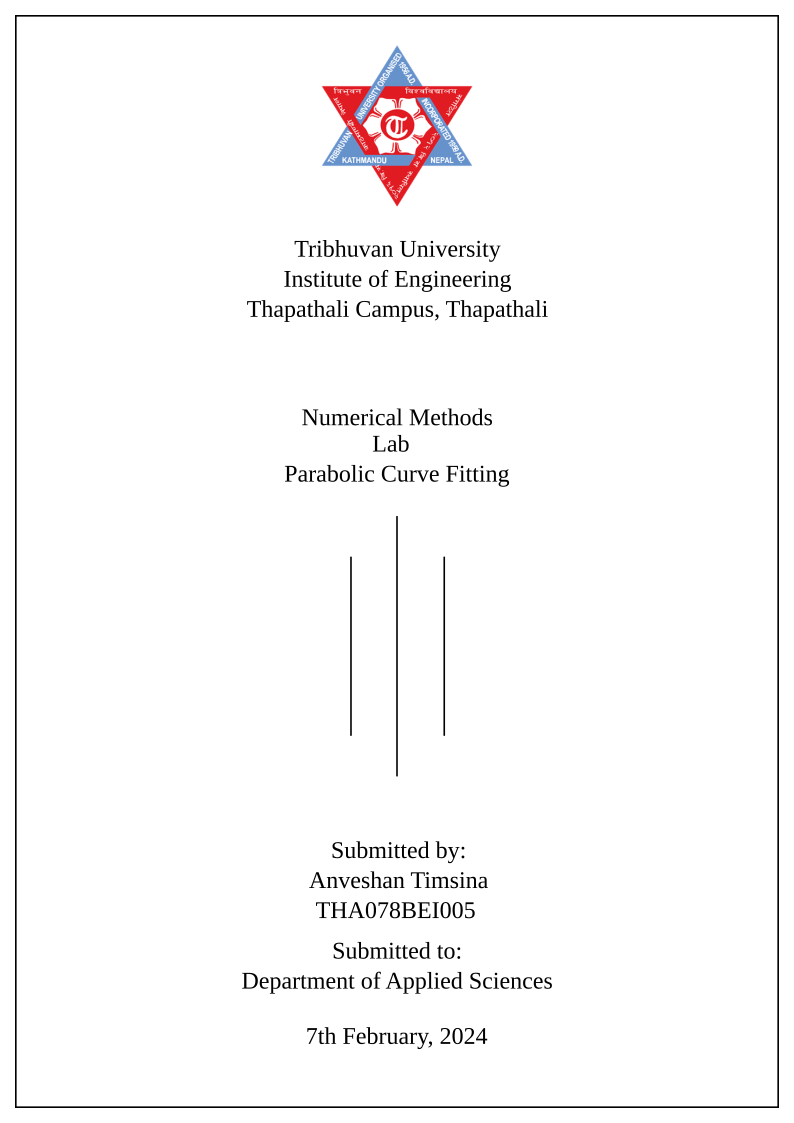 UNIVERSITY ORGANISED
1956 A.D.
त्रिभुवन
विश्वविद्यालय
INCORPORATED 1959 A.D.
TRIBHUVAN
KATHMANDU
NEPAL
Tribhuvan University
Institute of Engineering
Thapathali Campus, Thapathali
Numerical Methods
Lab
Parabolic Curve Fitting
Submitted by:
Anveshan Timsina
THA078BEI005
Submitted to:
Department of Applied Sciences
7th February, 2024